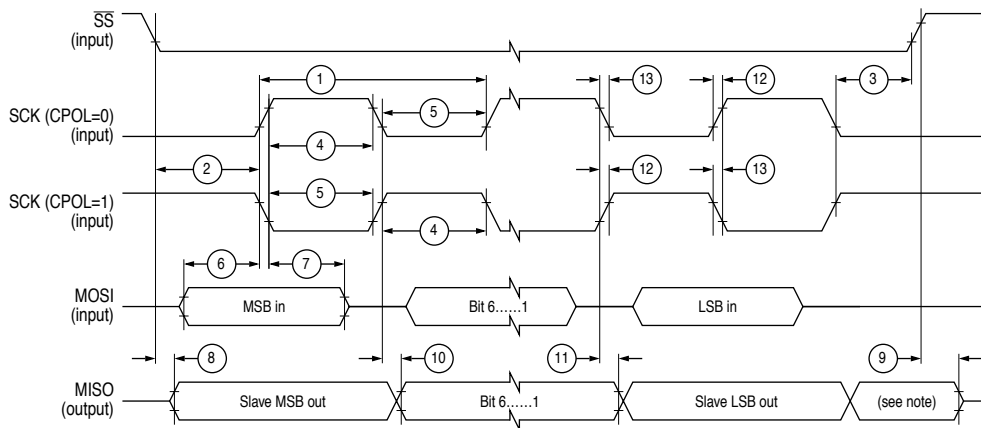 SS
(input)
1
13
12
3
SCK (CPOL=0)
(input)
5
4
2
5
12
13
SCK (CPOL=1)
(input)
4
6
7
MOSI
(input)
MSB in
Bit 6......1
LSB in
8
10
11
9
MISO
(output)
Slave MSB out
Bit 6......1
Slave LSB out
(see note)